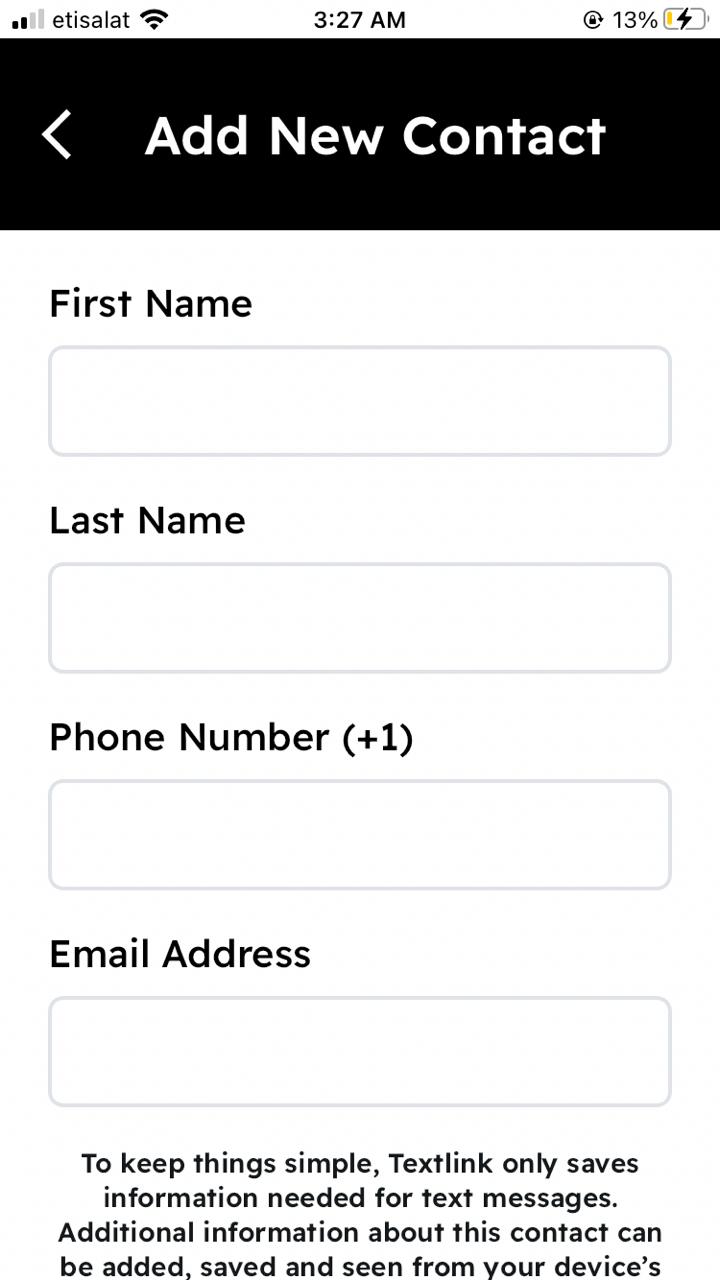 etisalat 3:27 AM 13%
Add New Contact
First Name
Last Name
Phone Number (+1)
Email Address
To keep things simple, Textlink only saves
information needed for text messages.
Additional information about this contact can
be added, saved and seen from your device’s